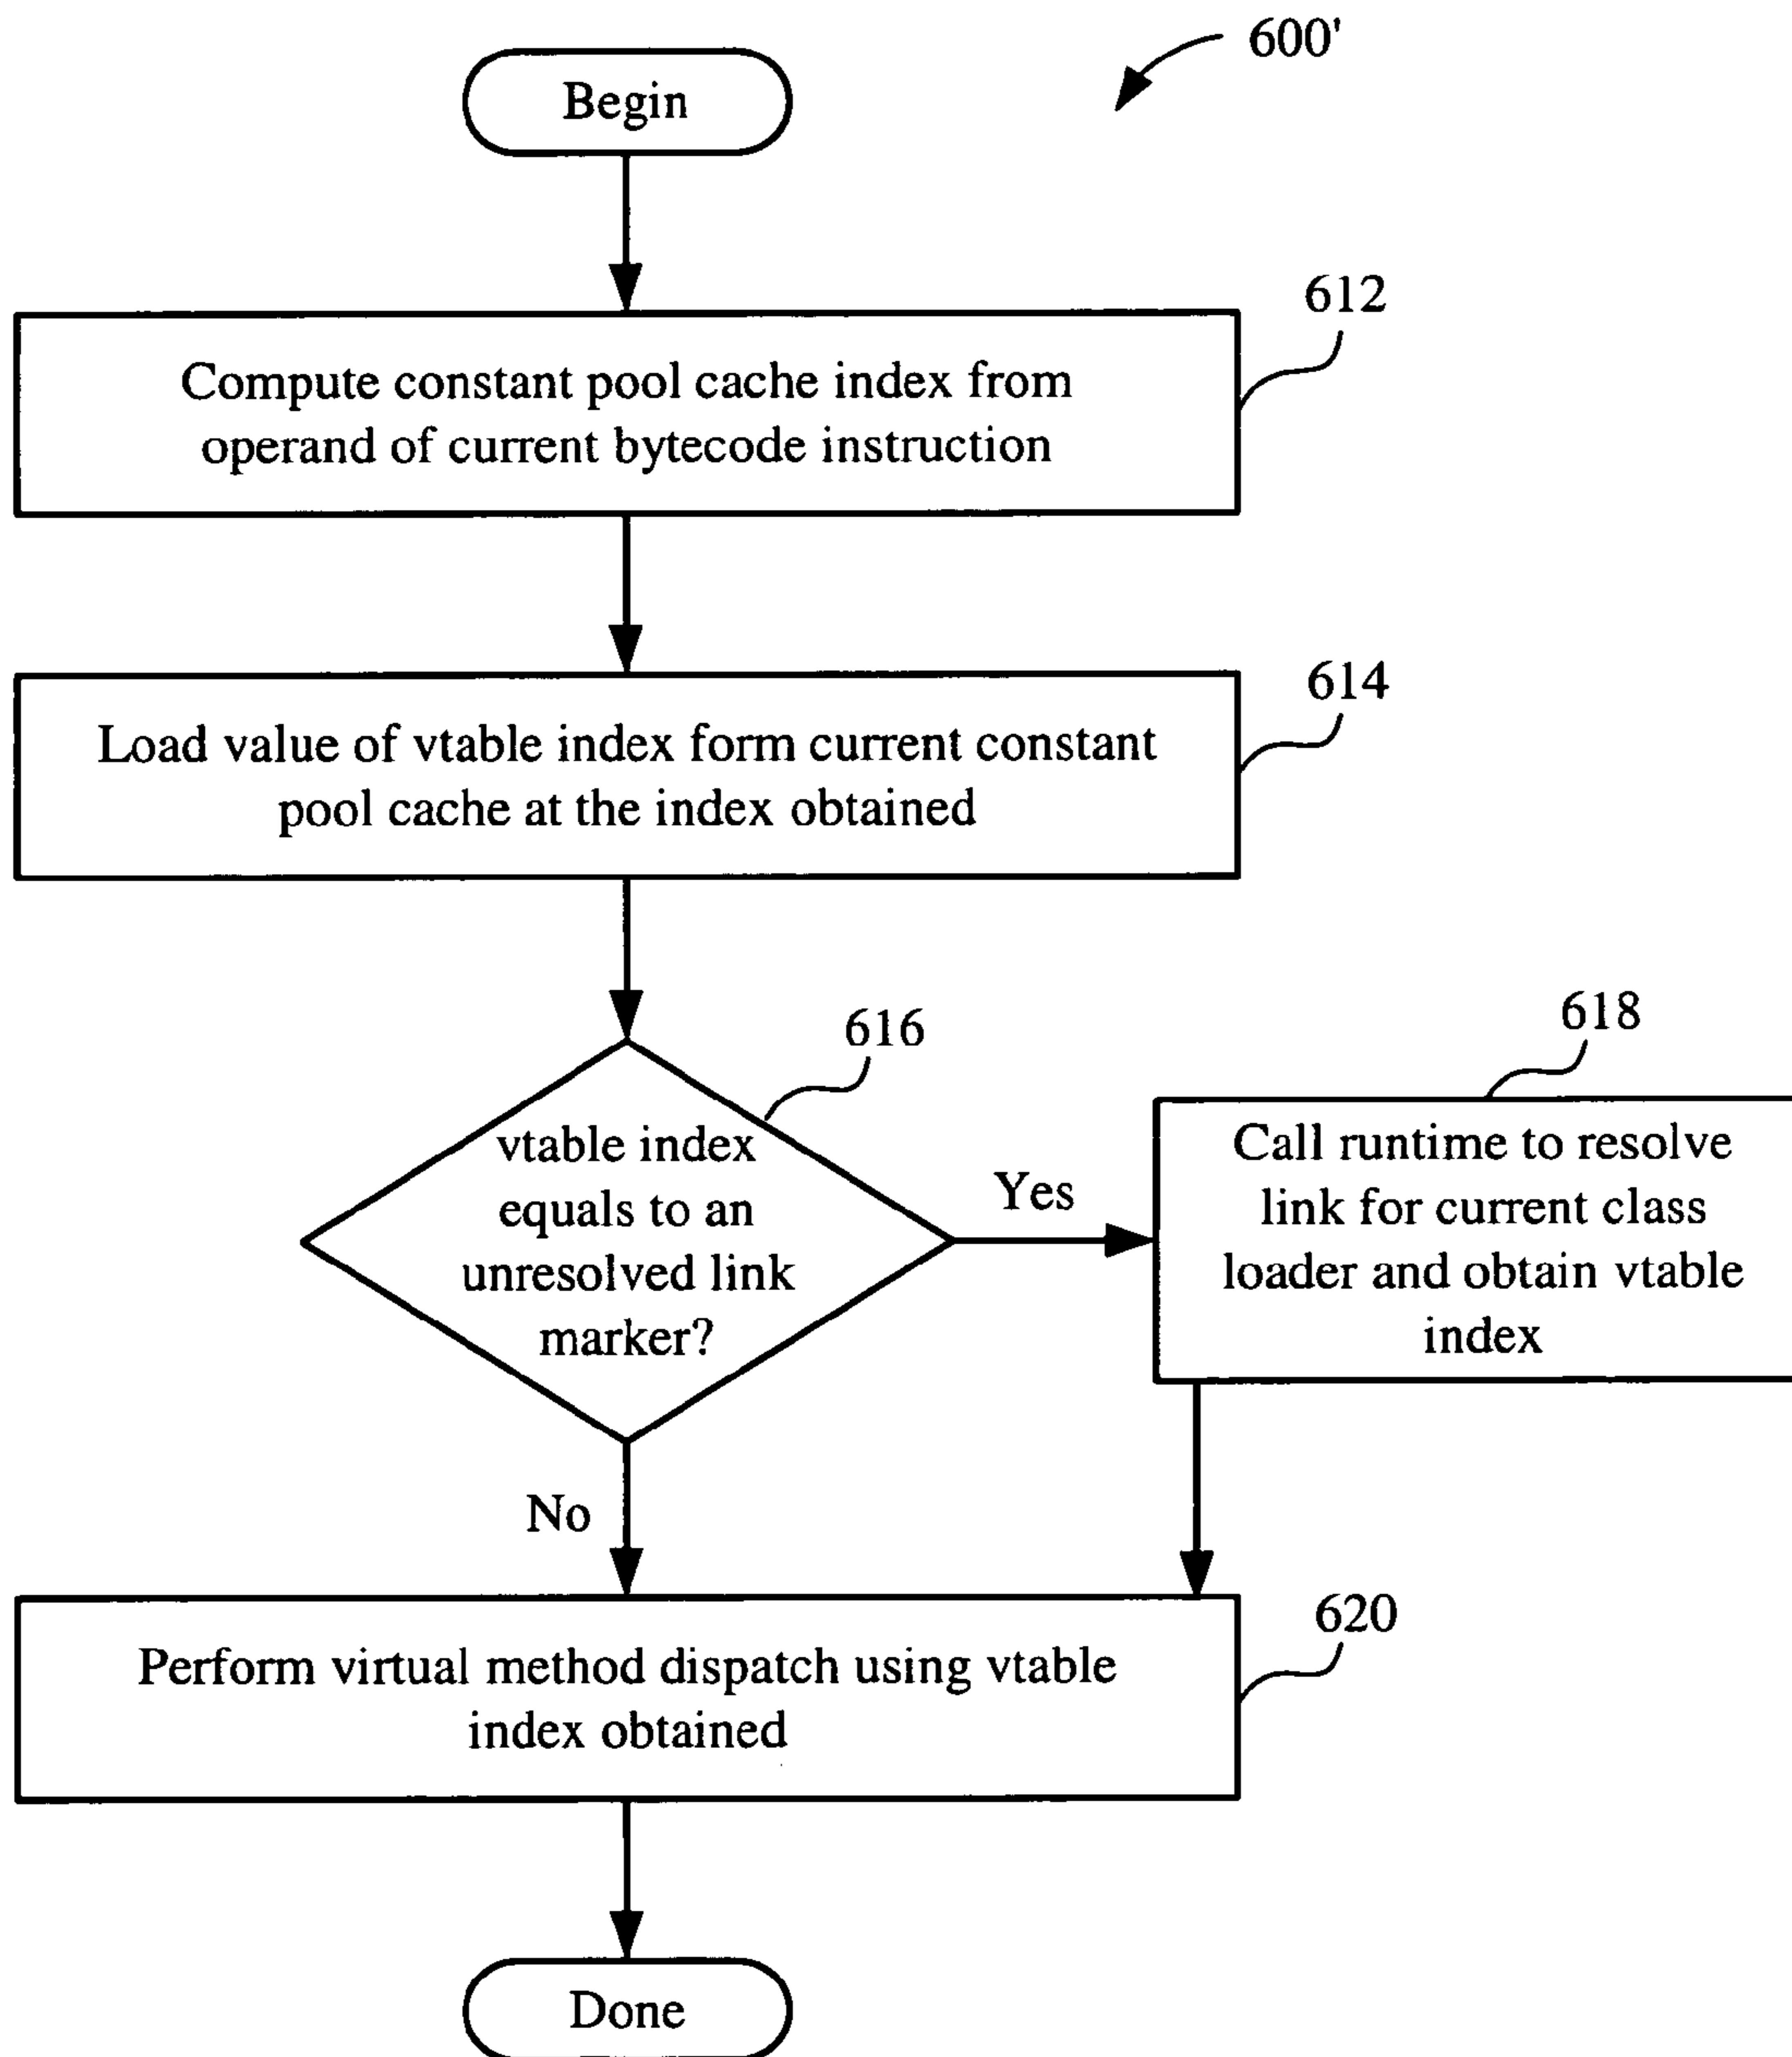 600'
Begin
612
Compute constant pool cache index from
operand of current bytecode instruction
614
Load value of vtable index form current constant
pool cache at the index obtained
616
vtable index
equals to an
unresolved link
marker?
Yes
618
Call runtime to resolve
link for current class
loader and obtain vtable
index
No
620
Perform virtual method dispatch using vtable
index obtained
Done